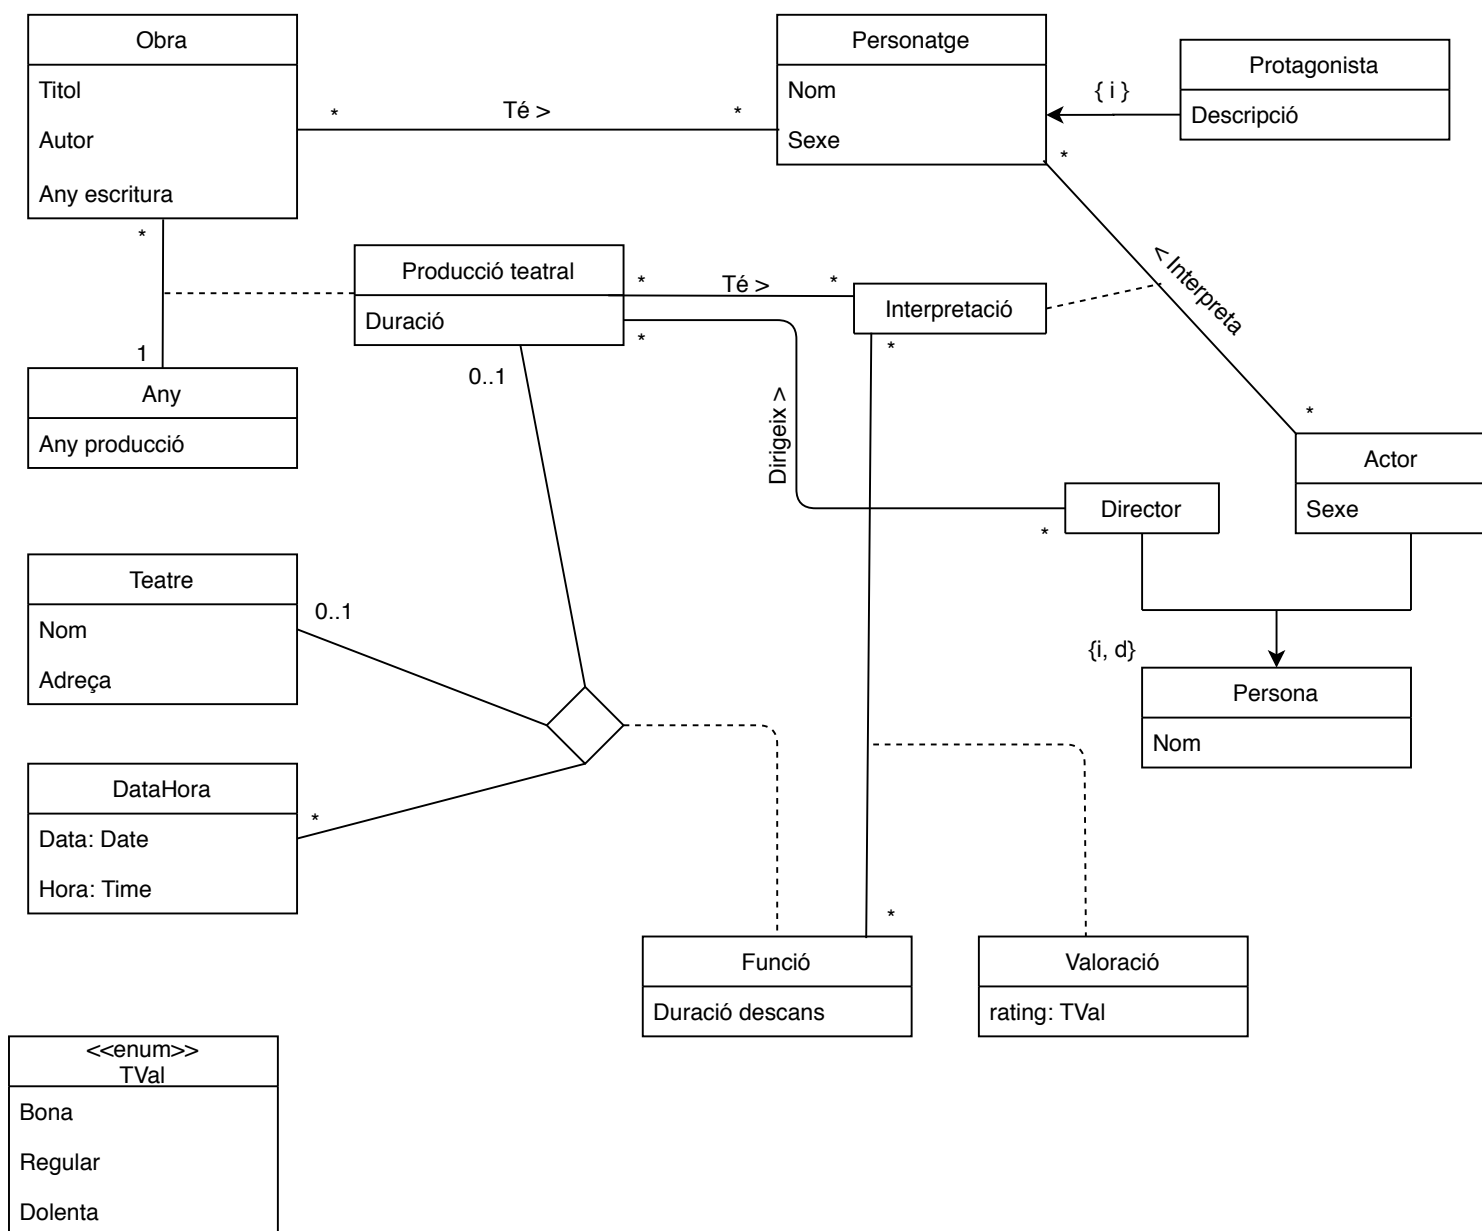 Obra
Titol
Autor
Any escritura
*
Té >
*
Personatge
Nom
Sexe
{ i }
Protagonista
Descripció
*
*
Producció teatral
Duració
*
Té >
*
Interpretació
< Interpreta
*
*
1
0..1
Any
Any producció
Dirigeix >
*
Director
*
Actor
Sexe
Teatre
Nom
Adreça
0..1
{i, d}
Persona
Nom
DataHora
Data: Date
Hora: Time
*
*
Funció
Duració descans
Valoració
rating: TVal
<<enum>>
TVal
Bona
Regular
Dolenta